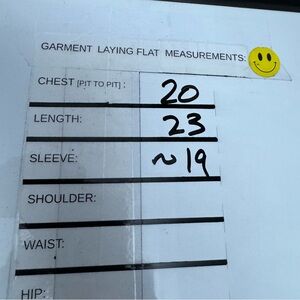 GARMENT LAYING FLAT MEASUREMENTS:
CHEST [PIT TO PIT] : 20
LENGTH: 23
SLEEVE: ~19
SHOULDER:
WAIST:
HIP: